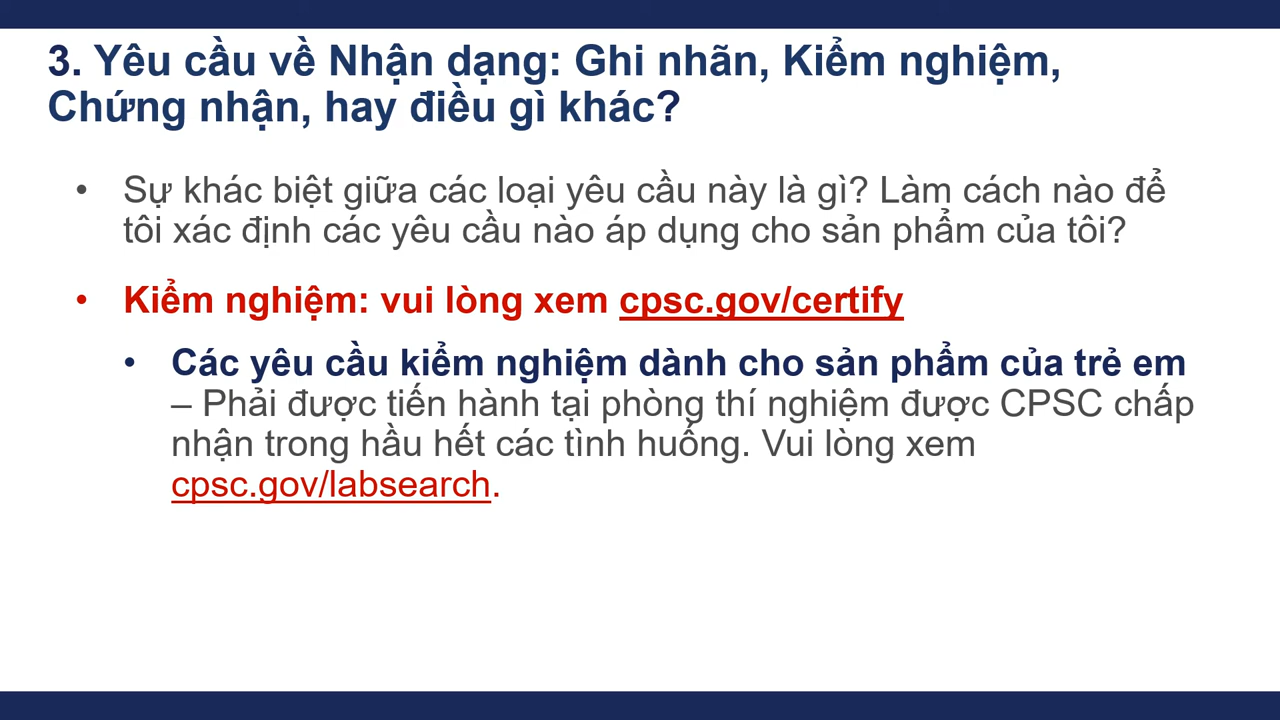 3. Yêu cầu về Nhận dạng: Ghi nhãn, Kiểm nghiệm,
Chứng nhận, hay điều gì khác?
• Sự khác biệt giữa các loại yêu cầu này là gì? Làm cách nào để
tôi xác định các yêu cầu nào áp dụng cho sản phẩm của tôi?
• Kiểm nghiệm: vui lòng xem cpsc.gov/certify
• Các yêu cầu kiểm nghiệm dành cho sản phẩm của trẻ em
– Phải được tiến hành tại phòng thí nghiệm được CPSC chấp
nhận trong hầu hết các tình huống. Vui lòng xem
cpsc.gov/labsearch.